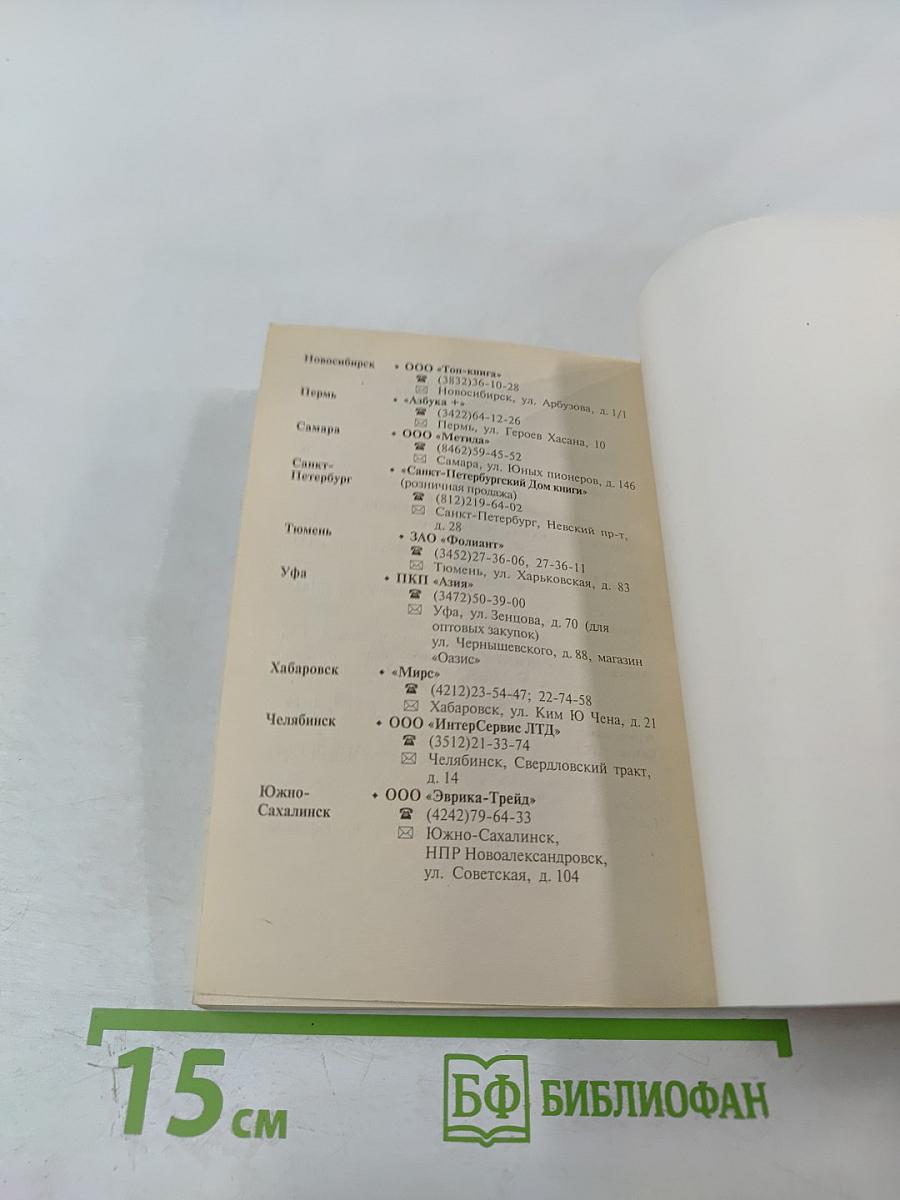 Новосибирск • ООО «Топ-книга»
☎ (3832)36-10-28
✉ Новосибирск, ул. Арбузова, д. 1/1
Пермь • «Азбука +»
☎ (3422)64-12-26
✉ Пермь, ул. Героев Хасана, 10
Самара • ООО «Метида»
☎ (8462)59-45-52
✉ Самара, ул. Юных пионеров, д. 146
Санкт-Петербург • «Санкт-Петербургский Дом книги»
(розничная продажа)
☎ (812)219-64-02
✉ Санкт-Петербург, Невский пр-т,
д. 28
Тюмень • ЗАО «Фолиант»
☎ (3452)27-36-06, 27-36-11
✉ Тюмень, ул. Харьковская, д. 83
Уфа • ПКП «Азия»
☎ (3472)50-39-00
✉ Уфа, ул. Зенцова, д. 70 (для
оптовых закупок)
ул. Чернышевского, д. 88, магазин
«Оазис»
Хабаровск • «Мирс»
☎ (4212)23-54-47; 22-74-58
✉ Хабаровск, ул. Ким Ю Чена, д. 21
Челябинск • ООО «ИнтерСервис ЛТД»
☎ (3512)21-33-74
✉ Челябинск, Свердловский тракт,
д. 14
Южно-Сахалинск • ООО «Эврика-Трейд»
☎ (4242)79-64-33
✉ Южно-Сахалинск,
НПР Новоалександровск,
ул. Советская, д. 104
15 см
БФ БИБЛИОФАН